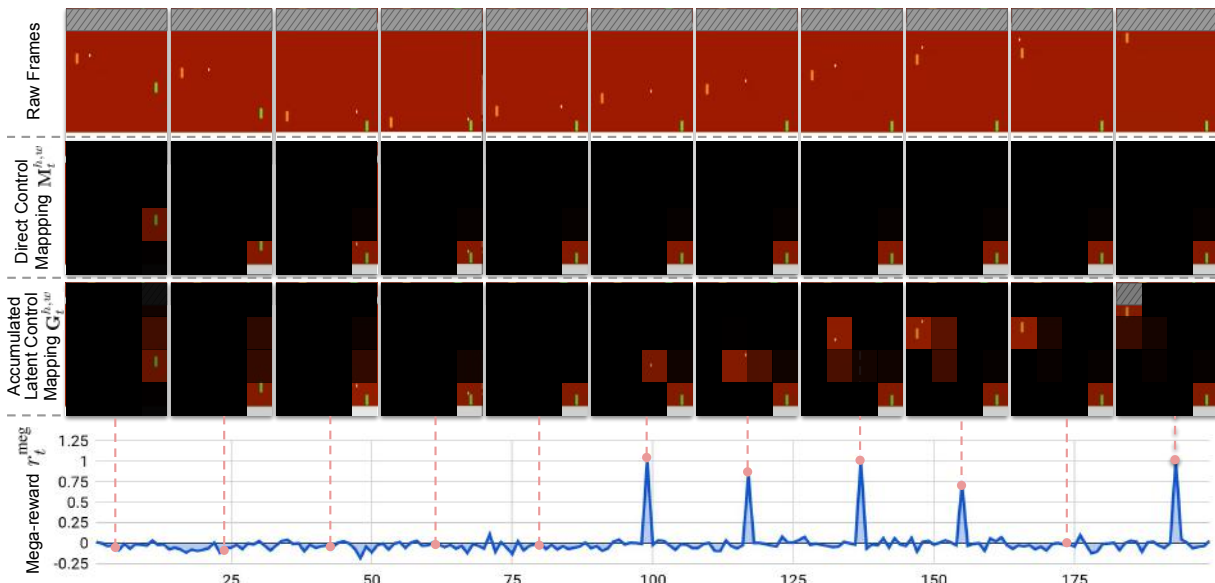 Raw Frames
Direct Control
Mappping M_t^{h,w}
Accumulated
Latent Control
Mapping G_t^{h,w}
Mega-reward r_t^{meg}
1.25
1
0.75
0.5
0.25
0
-0.25
25 50 75 100 125 150 175